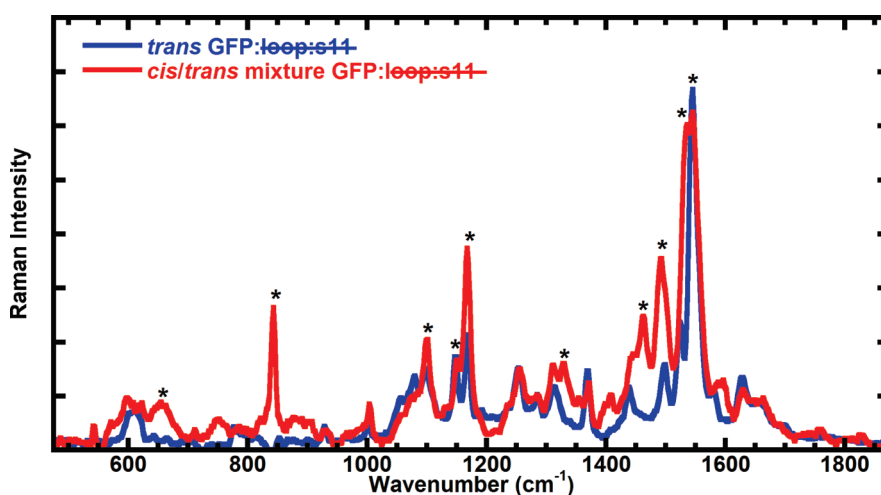 trans GFP:loop:s11
cis/trans mixture GFP:loop:s11
Raman Intensity
* * * * * * * * * *
600 800 1000 1200 1400 1600 1800
Wavenumber (cm⁻¹)